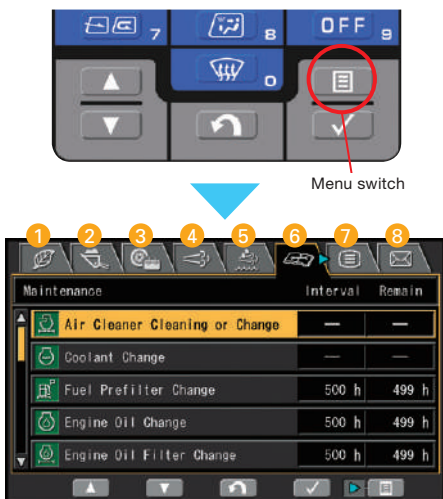 7
8
OFF 9
0
Menu switch
1 2 3 4 5 6 7 8
Maintenance Interval Remain
Air Cleaner Cleaning or Change — —
Coolant Change — —
Fuel Prefilter Change 500 h 499 h
Engine Oil Change 500 h 499 h
Engine Oil Filter Change 500 h 499 h